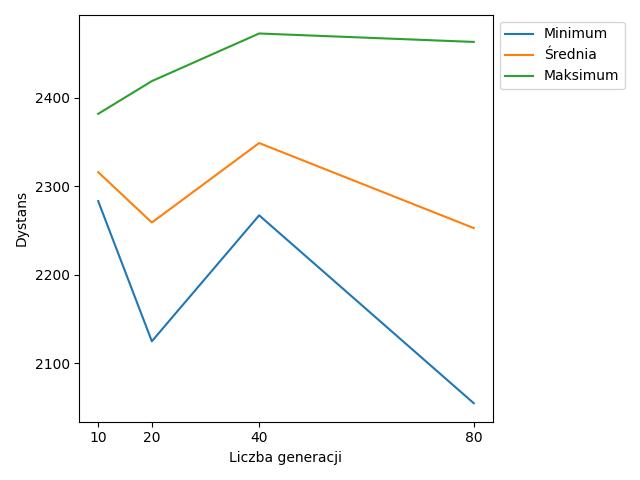 Minimum
Średnia
Maksimum
2400
2300
2200
2100
Dystans
10 20 40 80
Liczba generacji